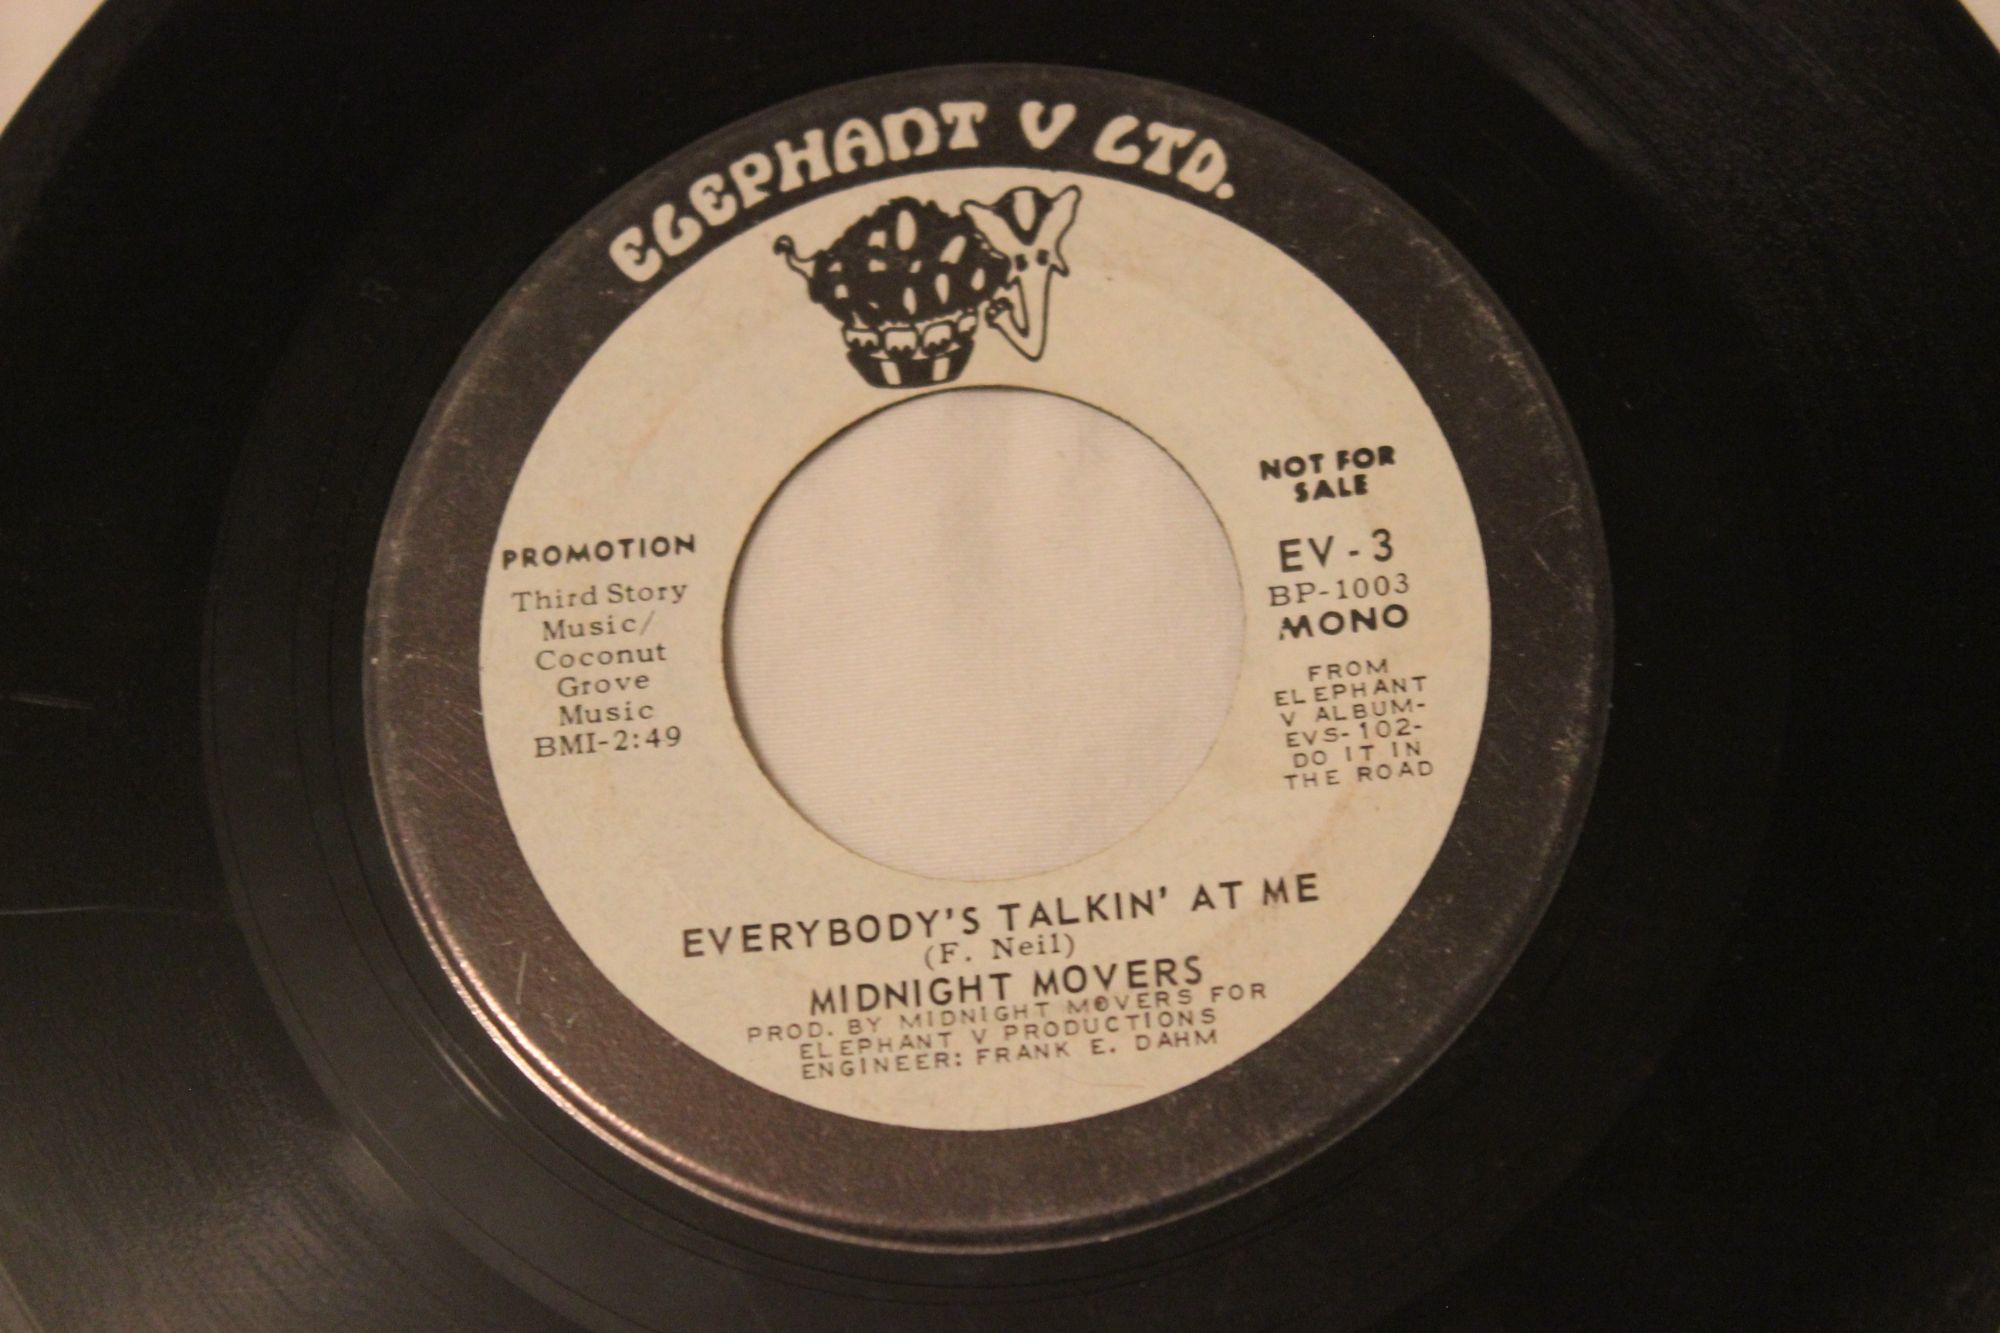 ELEPHANT V LTD.
NOT FOR
SALE
PROMOTION
Third Story
Music/
Coconut
Grove
Music
BMI-2:49
EV-3
BP-1003
MONO
FROM
ELEPHANT
V ALBUM-
EVS-102-
DO IT IN
THE ROAD
EVERYBODY'S TALKIN' AT ME
(F. Neil)
MIDNIGHT MOVERS
PROD. BY MIDNIGHT MOVERS FOR
ELEPHANT V PRODUCTIONS
ENGINEER: FRANK E. DAHM